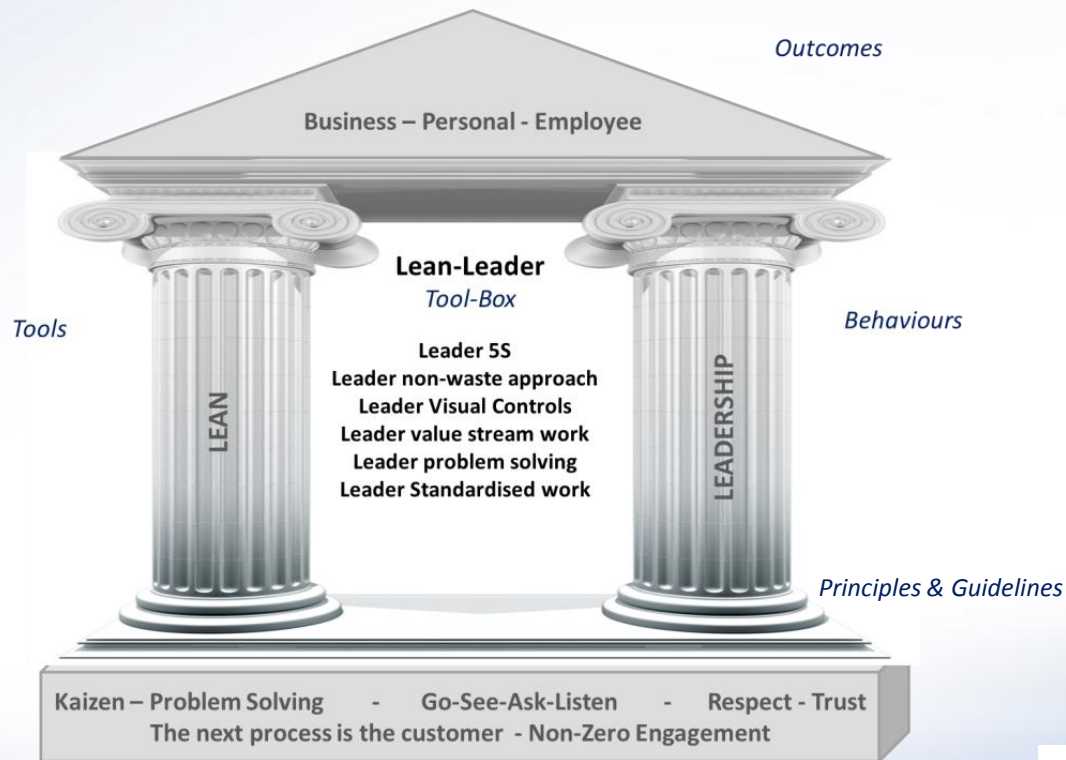 Outcomes
Business – Personal - Employee
Lean-Leader
Tool-Box
Tools
Behaviours
Leader 5S
Leader non-waste approach
Leader Visual Controls
Leader value stream work
Leader problem solving
Leader Standardised work
LEAN
LEADERSHIP
Principles & Guidelines
Kaizen – Problem Solving - Go-See-Ask-Listen - Respect - Trust
The next process is the customer - Non-Zero Engagement